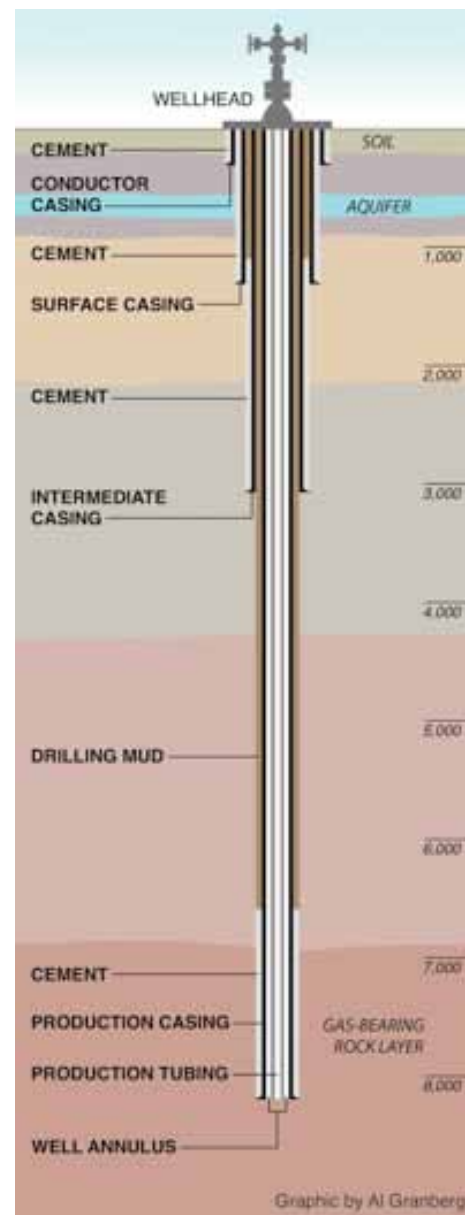 WELLHEAD
SOIL
CEMENT
CONDUCTOR
CASING
AQUIFER
CEMENT
1,000
SURFACE CASING
2,000
CEMENT
3,000
INTERMEDIATE
CASING
4,000
5,000
DRILLING MUD
6,000
7,000
CEMENT
PRODUCTION CASING
GAS-BEARING
ROCK LAYER
PRODUCTION TUBING
8,000
WELL ANNULUS
Graphic by Al Granberg